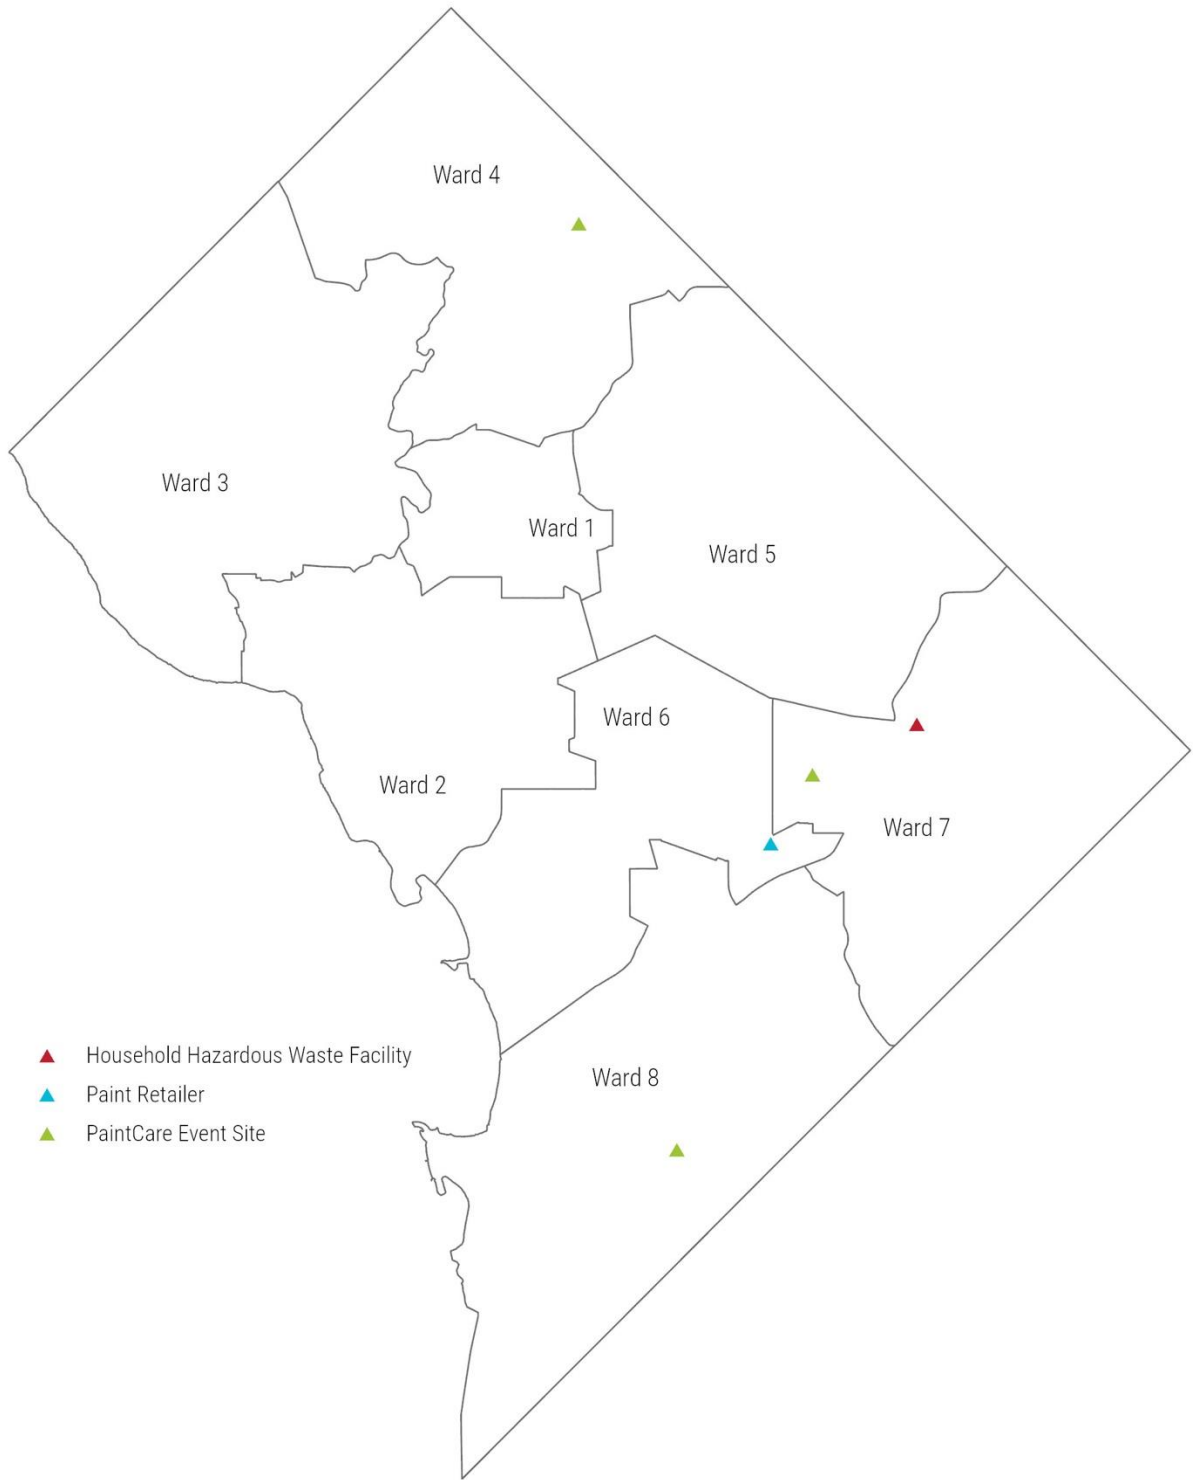 Ward 4
Ward 3
Ward 1
Ward 5
Ward 6
Ward 2
Ward 7
Household Hazardous Waste Facility
Paint Retailer
PaintCare Event Site
Ward 8